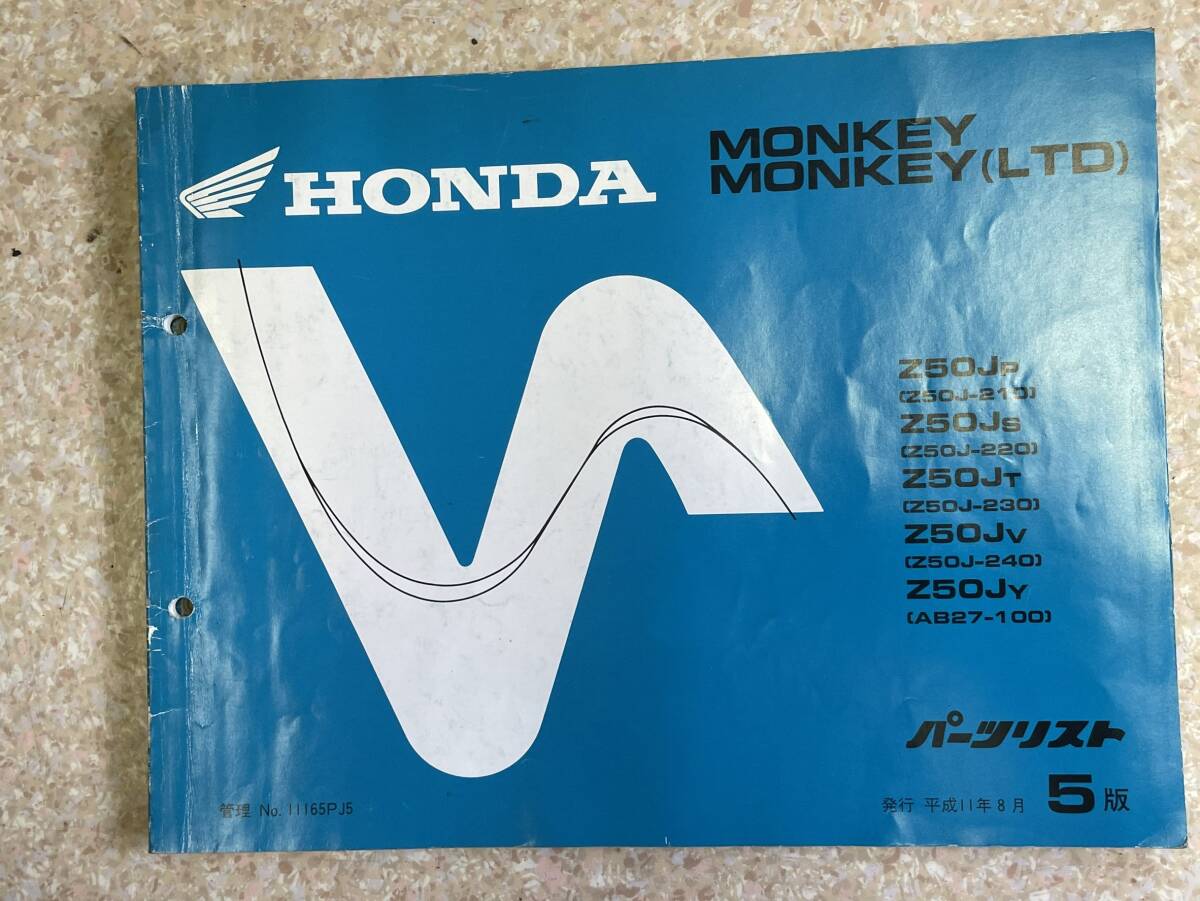 HONDA
MONKEY
MONKEY(LTD)
Z50JP
(Z50J-210)
Z50JS
(Z50J-220)
Z50JT
(Z50J-230)
Z50JV
(Z50J-240)
Z50JY
(AB27-100)
パーツリスト
管理 No. 11165PJ5
発行 平成11年8月 5版